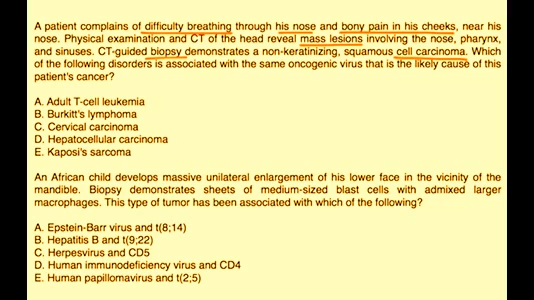 A patient complains of difficulty breathing through his nose and bony pain in his cheeks, near his
nose. Physical examination and CT of the head reveal mass lesions involving the nose, pharynx,
and sinuses. CT-guided biopsy demonstrates a non-keratinizing, squamous cell carcinoma. Which
of the following disorders is associated with the same oncogenic virus that is the likely cause of this
patient's cancer?
A. Adult T-cell leukemia
B. Burkitt's lymphoma
C. Cervical carcinoma
D. Hepatocellular carcinoma
E. Kaposi's sarcoma
An African child develops massive unilateral enlargement of his lower face in the vicinity of the
mandible. Biopsy demonstrates sheets of medium-sized blast cells with admixed larger
macrophages. This type of tumor has been associated with which of the following?
A. Epstein-Barr virus and t(8;14)
B. Hepatitis B and t(9;22)
C. Herpesvirus and CD5
D. Human immunodeficiency virus and CD4
E. Human papillomavirus and t(2;5)